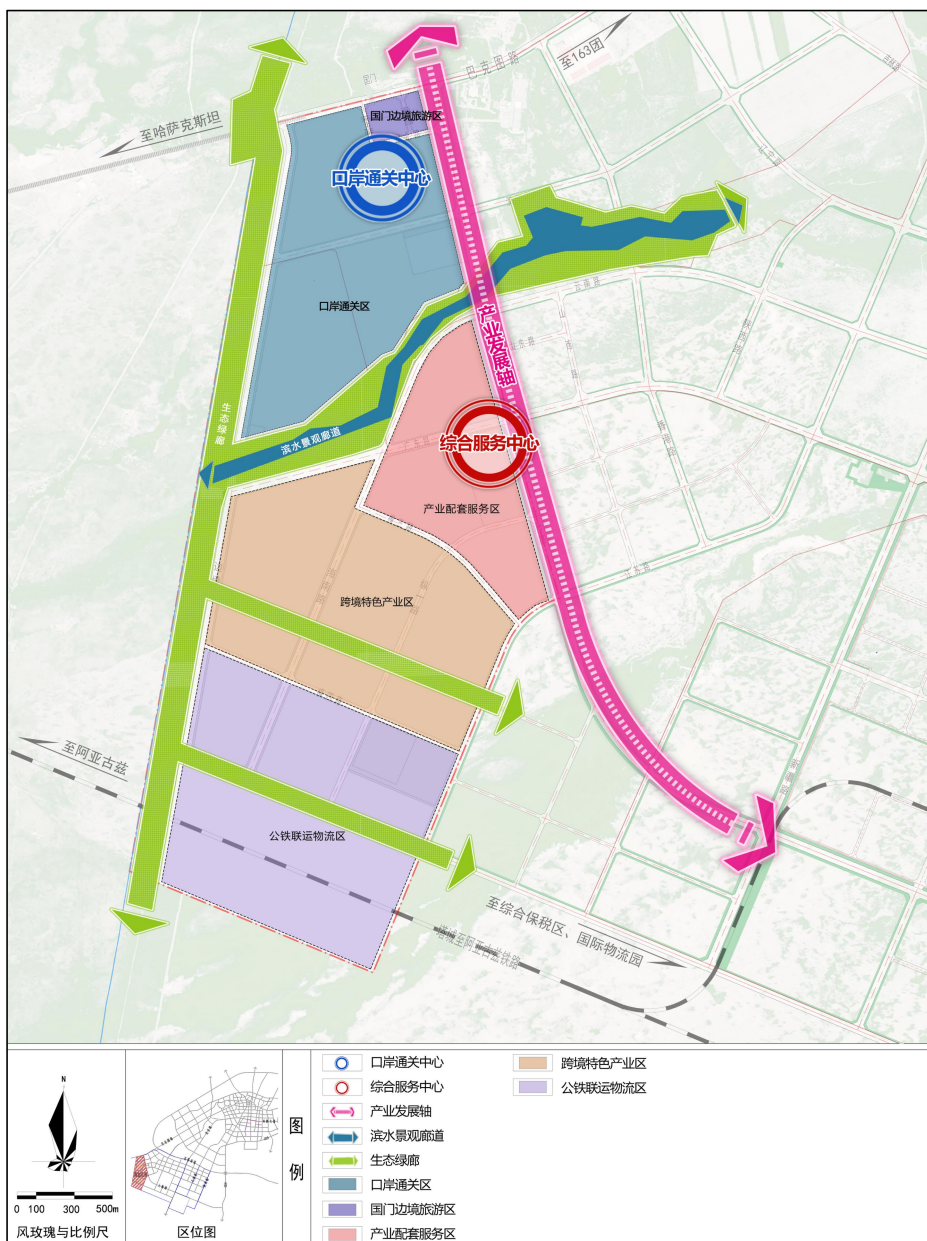 国门
巴克图路
至163团
至哈萨克斯坦
国门边境旅游区
口岸通关中心
口岸通关区
辽宁路
云南路
产业发展轴
生态绿廊
滨水景观廊道
综合服务中心
产业配套服务区
跨境特色产业区
至阿亚古兹
公铁联运物流区
至综合保税区、国际物流园
N
0 100 300 500m
风玫瑰与比例尺
区位图
图例
口岸通关中心
综合服务中心
产业发展轴
滨水景观廊道
生态绿廊
口岸通关区
国门边境旅游区
产业配套服务区
跨境特色产业区
公铁联运物流区